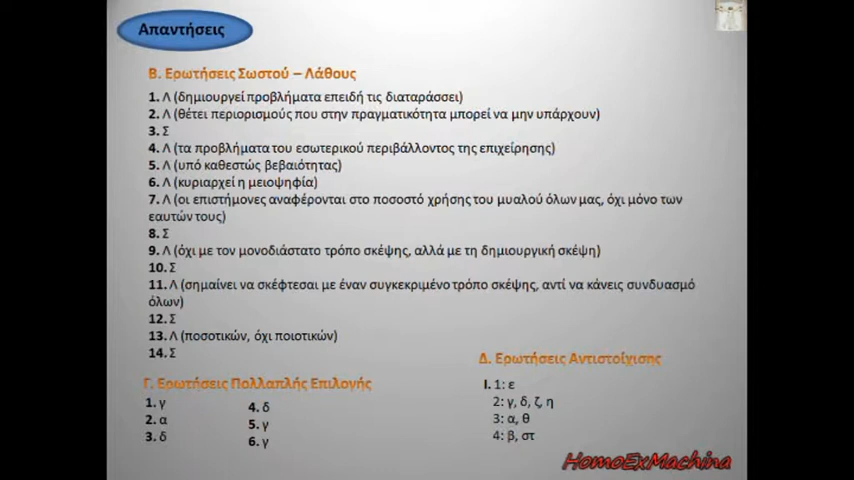 Απαντήσεις
Β. Ερωτήσεις Σωστού – Λάθους
1. Λ (δημιουργεί προβλήματα επειδή τις διαταράσσει)
2. Λ (θέτει περιορισμούς που στην πραγματικότητα μπορεί να μην υπάρχουν)
3. Σ
4. Λ (τα προβλήματα του εσωτερικού περιβάλλοντος της επιχείρησης)
5. Λ (υπό καθεστώς βεβαιότητας)
6. Λ (κυριαρχεί η μειοψηφία)
7. Λ (οι επιστήμονες αναφέρονται στο ποσοστό χρήσης του μυαλού όλων μας, όχι μόνο των
εαυτών τους)
8. Σ
9. Λ (όχι με τον μονοδιάστατο τρόπο σκέψης, αλλά με τη δημιουργική σκέψη)
10. Σ
11. Λ (σημαίνει να σκέφτεσαι με έναν συγκεκριμένο τρόπο σκέψης, αντί να κάνεις συνδυασμό
όλων)
12. Σ
13. Λ (ποσοτικών, όχι ποιοτικών)
14. Σ
Γ. Ερωτήσεις Πολλαπλής Επιλογής
1. γ
2. α
3. δ
4. δ
5. γ
6. γ
Δ. Ερωτήσεις Αντιστοίχισης
Ι. 1: ε
2: γ, δ, ζ, η
3: α, θ
4: β, στ
HomoExMachina